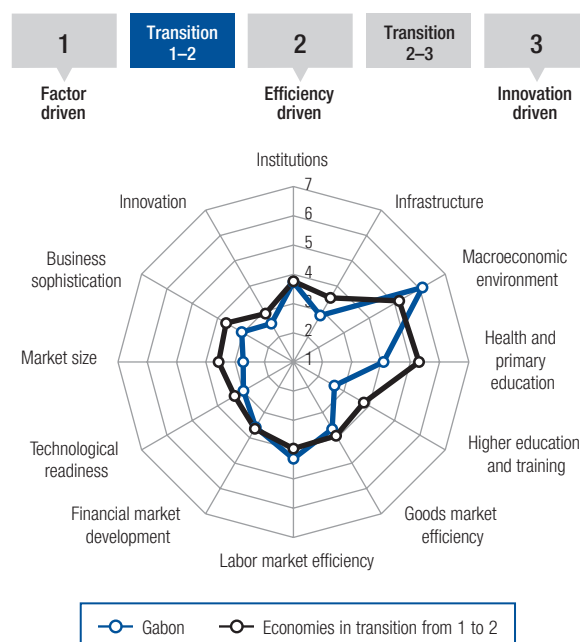 1
Transition
1–2
2
Transition
2–3
3
Factor
driven
Efficiency
driven
Innovation
driven
Institutions
Infrastructure
Macroeconomic
environment
Health and
primary
education
Higher education
and training
Goods market
efficiency
Labor market efficiency
Financial market
development
Technological
readiness
Market size
Business
sophistication
Innovation
7
6
5
4
3
2
1
Gabon
Economies in transition from 1 to 2